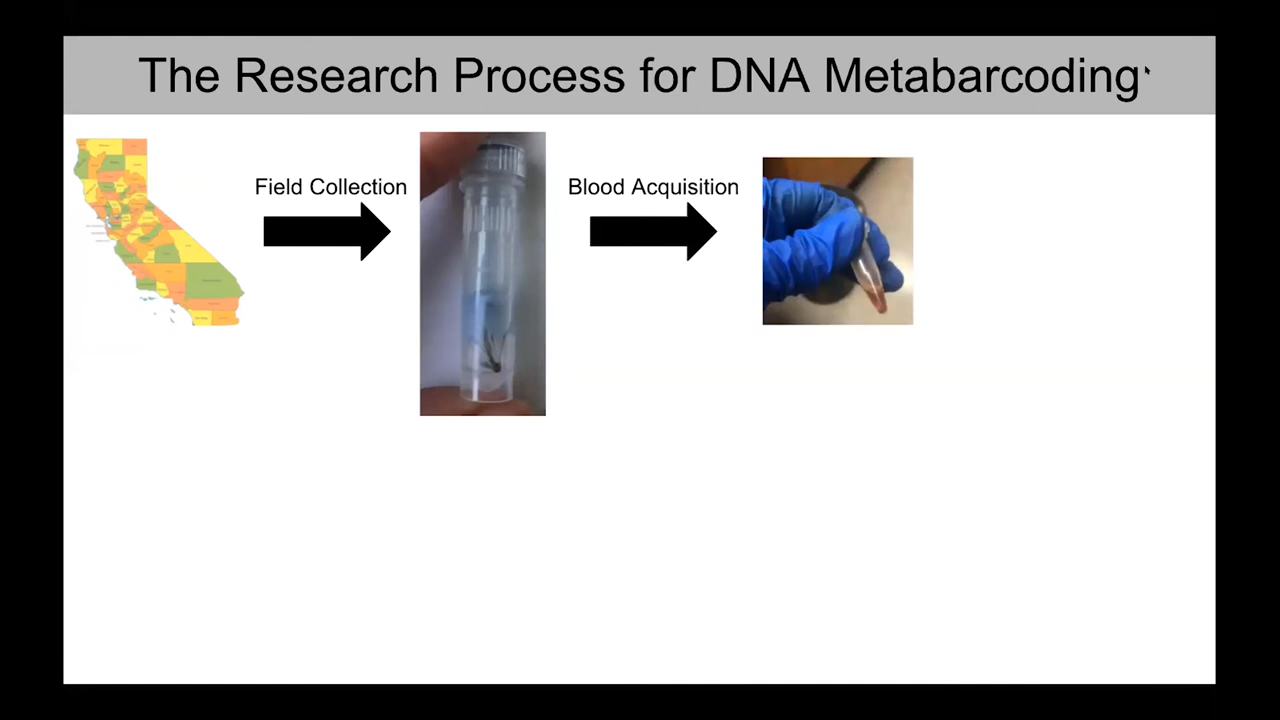 The Research Process for DNA Metabarcoding
Field Collection
Blood Acquisition